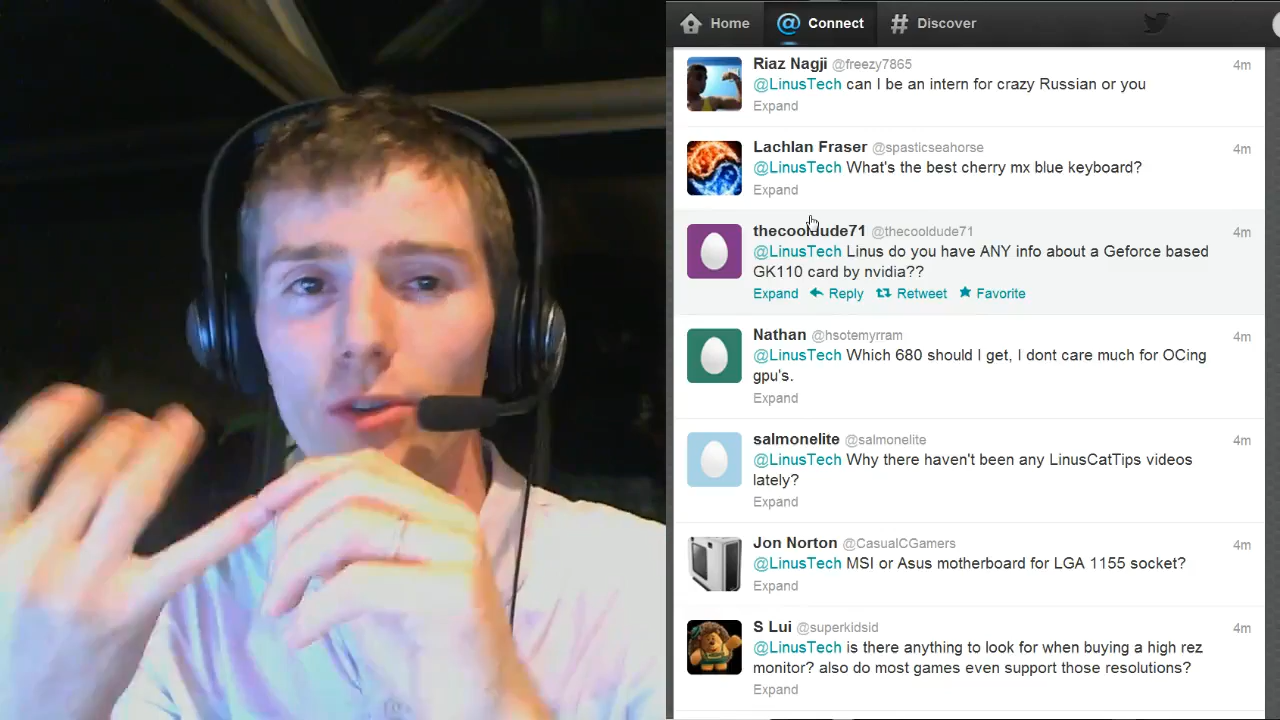 Home
Connect
Discover
Riaz Nagji @freezy7865 4m
@LinusTech can I be an intern for crazy Russian or you
Expand
Lachlan Fraser @spasticseahorse 4m
@LinusTech What's the best cherry mx blue keyboard?
Expand
thecooldude71 @thecooldude71 4m
@LinusTech Linus do you have ANY info about a Geforce based
GK110 card by nvidia??
Expand Reply Retweet Favorite
Nathan @hsotemyrram 4m
@LinusTech Which 680 should I get, I dont care much for OCing
gpu's.
Expand
salmonelite @salmonelite 4m
@LinusTech Why there haven't been any LinusCatTips videos
lately?
Expand
Jon Norton @CasualCGamers 4m
@LinusTech MSI or Asus motherboard for LGA 1155 socket?
Expand
S Lui @superkidsid 4m
@LinusTech is there anything to look for when buying a high rez
monitor? also do most games even support those resolutions?
Expand